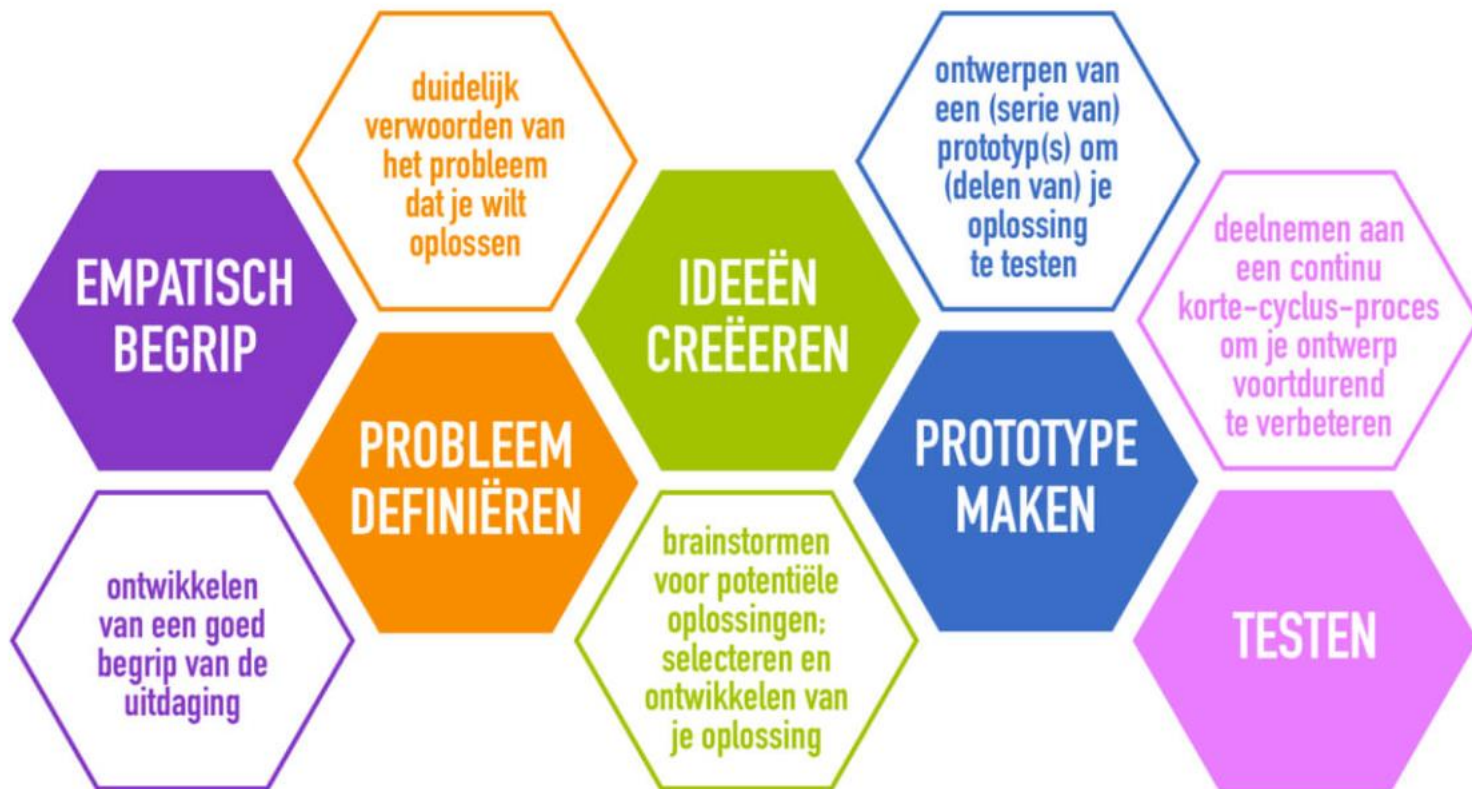 EMPATISCH
BEGRIP
ontwikkelen
van een goed
begrip van de
uitdaging
duidelijk
verwoorden van
het probleem
dat je wilt
oplossen
PROBLEEM
DEFINIËREN
IDEEËN
CREËEREN
brainstormen
voor potentiële
oplossingen;
selecteren en
ontwikkelen van
je oplossing
ontwerpen van
een (serie van)
prototyp(s) om
(delen van) je
oplossing
te testen
PROTOTYPE
MAKEN
deelnemen aan
een continu
korte-cyclus-proces
om je ontwerp
voortdurend
te verbeteren
TESTEN